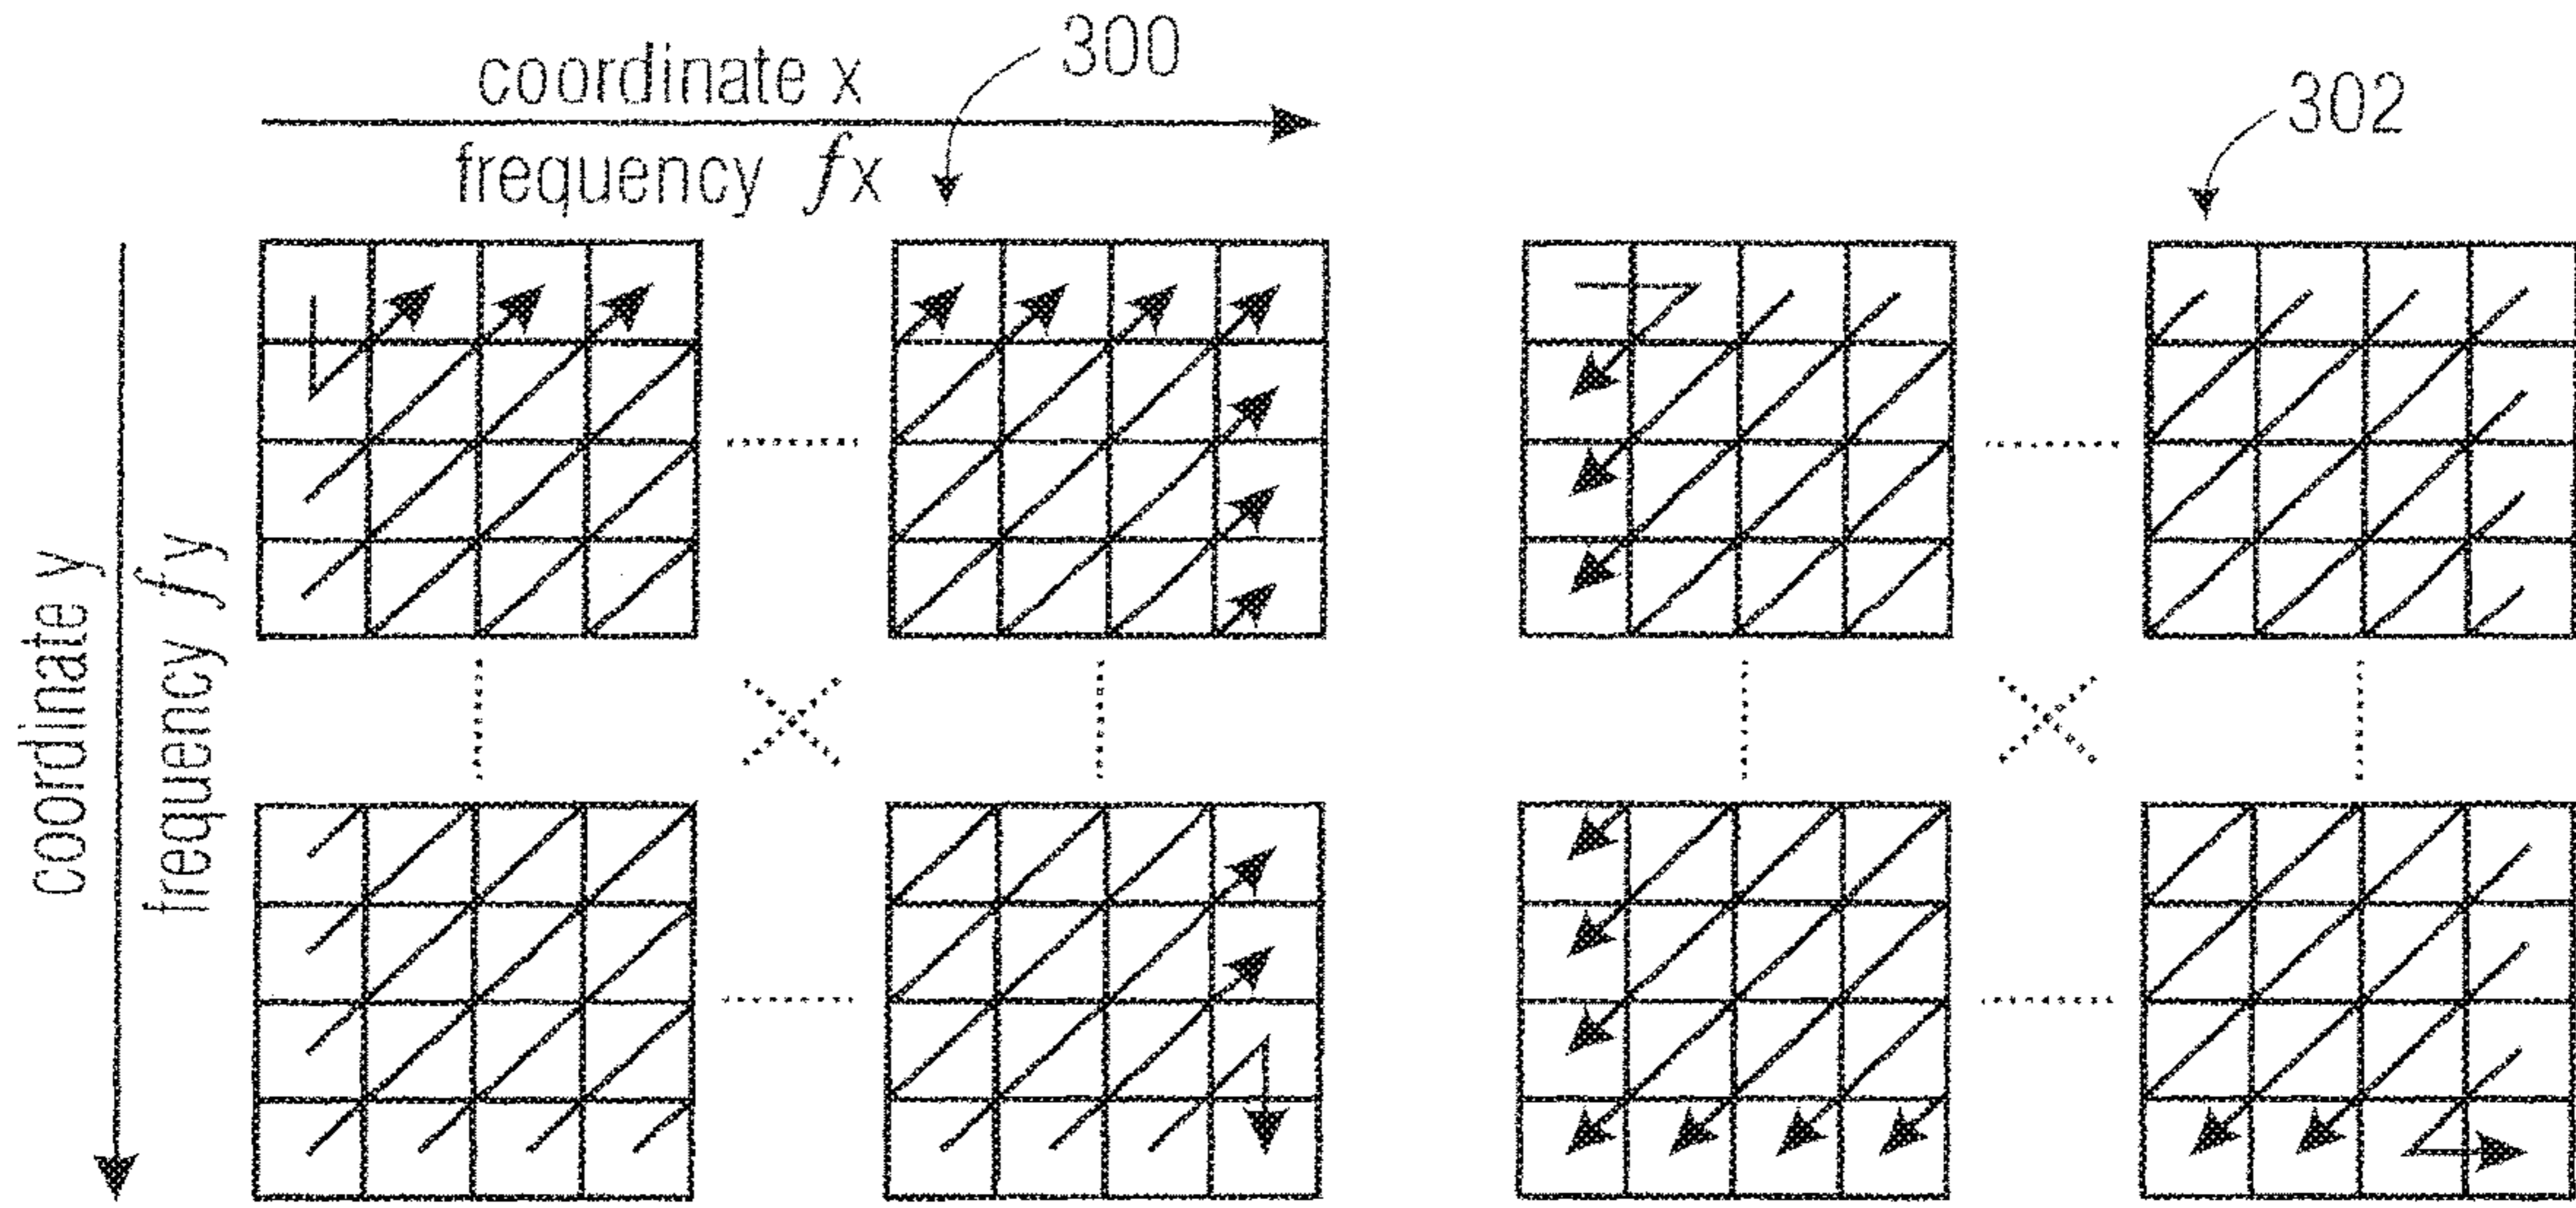 coordinate x
300
frequency fx
302
coordinate y
frequency fy